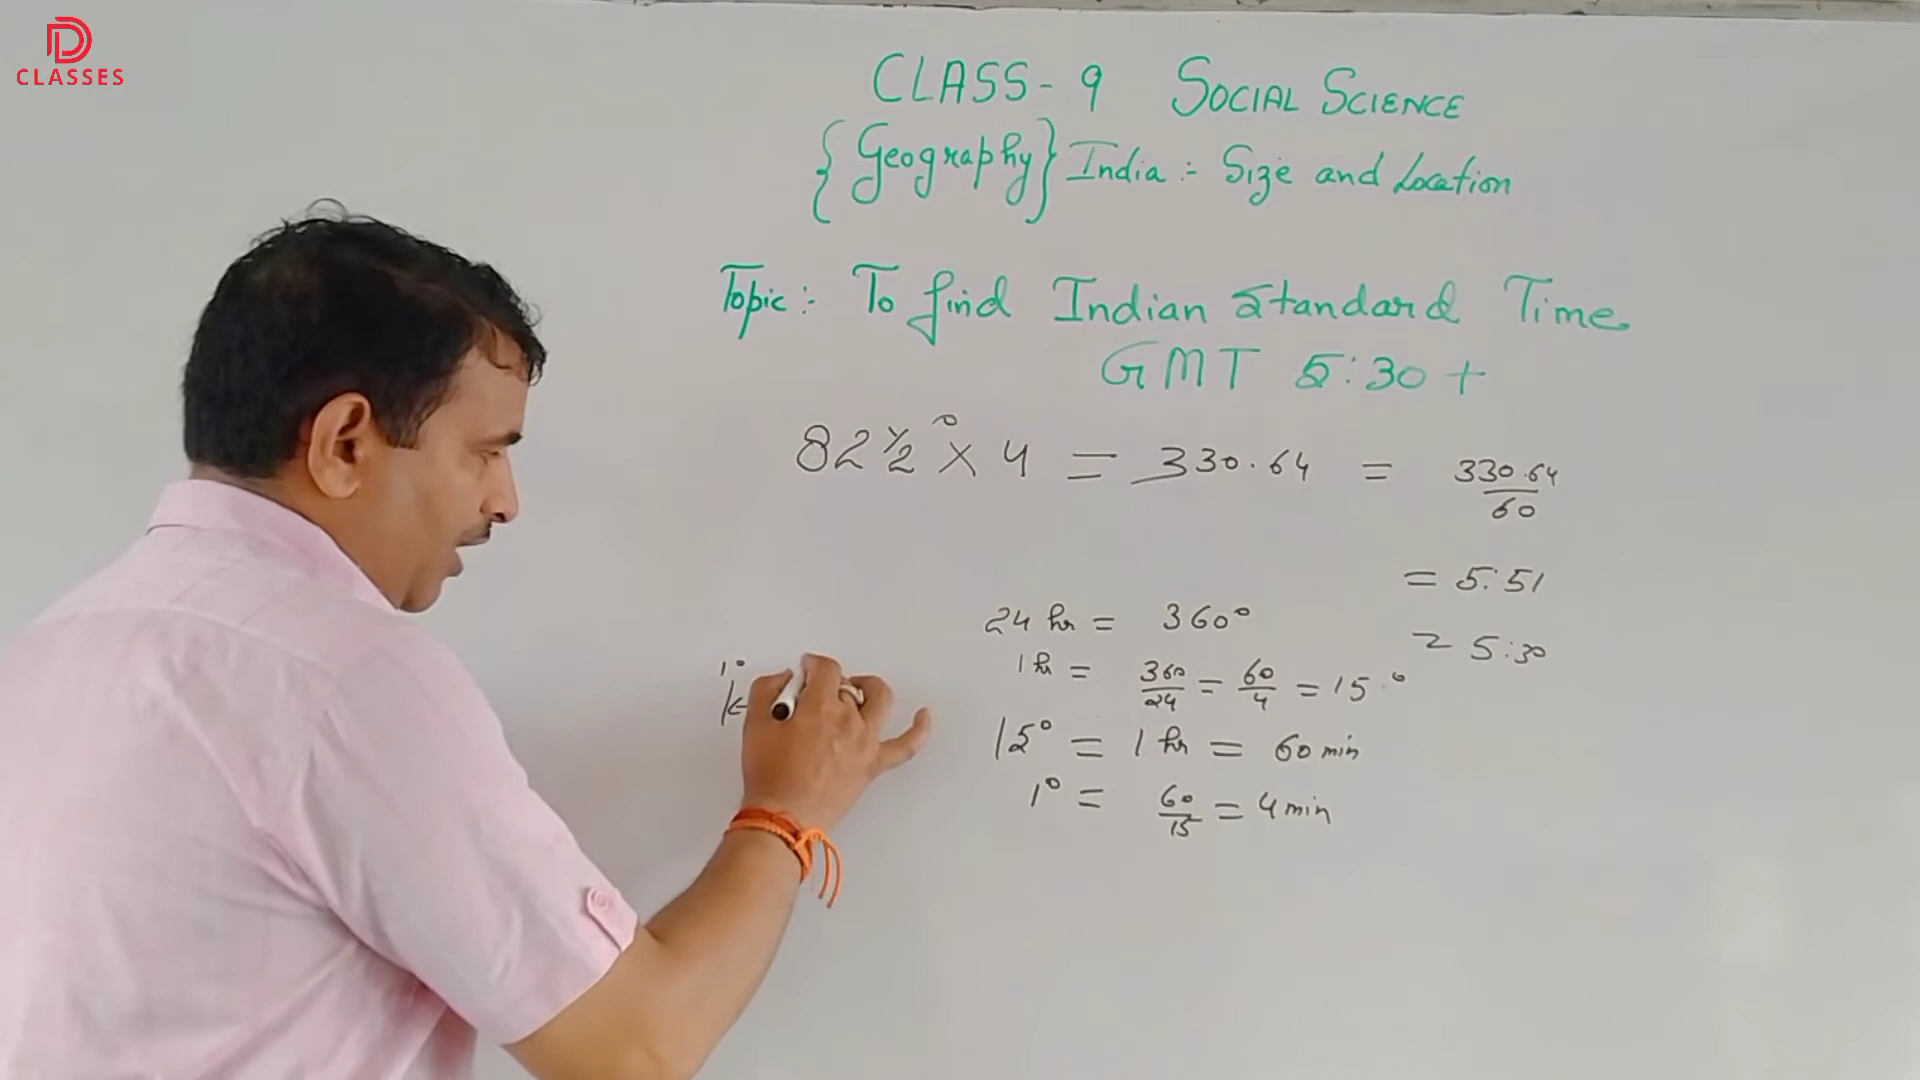 D
CLASSES
CLASS - 9 SOCIAL SCIENCE
{Geography} India :- Size and Location
Topic :- To find Indian Standard Time
GMT 5:30 +
82 1/2° × 4 = 330.64 = 330.64/60
= 5:51
24 hr = 360°
= 5:30
1 hr = 360/24 = 60/4 = 15°
15° = 1 hr = 60 min
1° = 60/15 = 4 min
1°